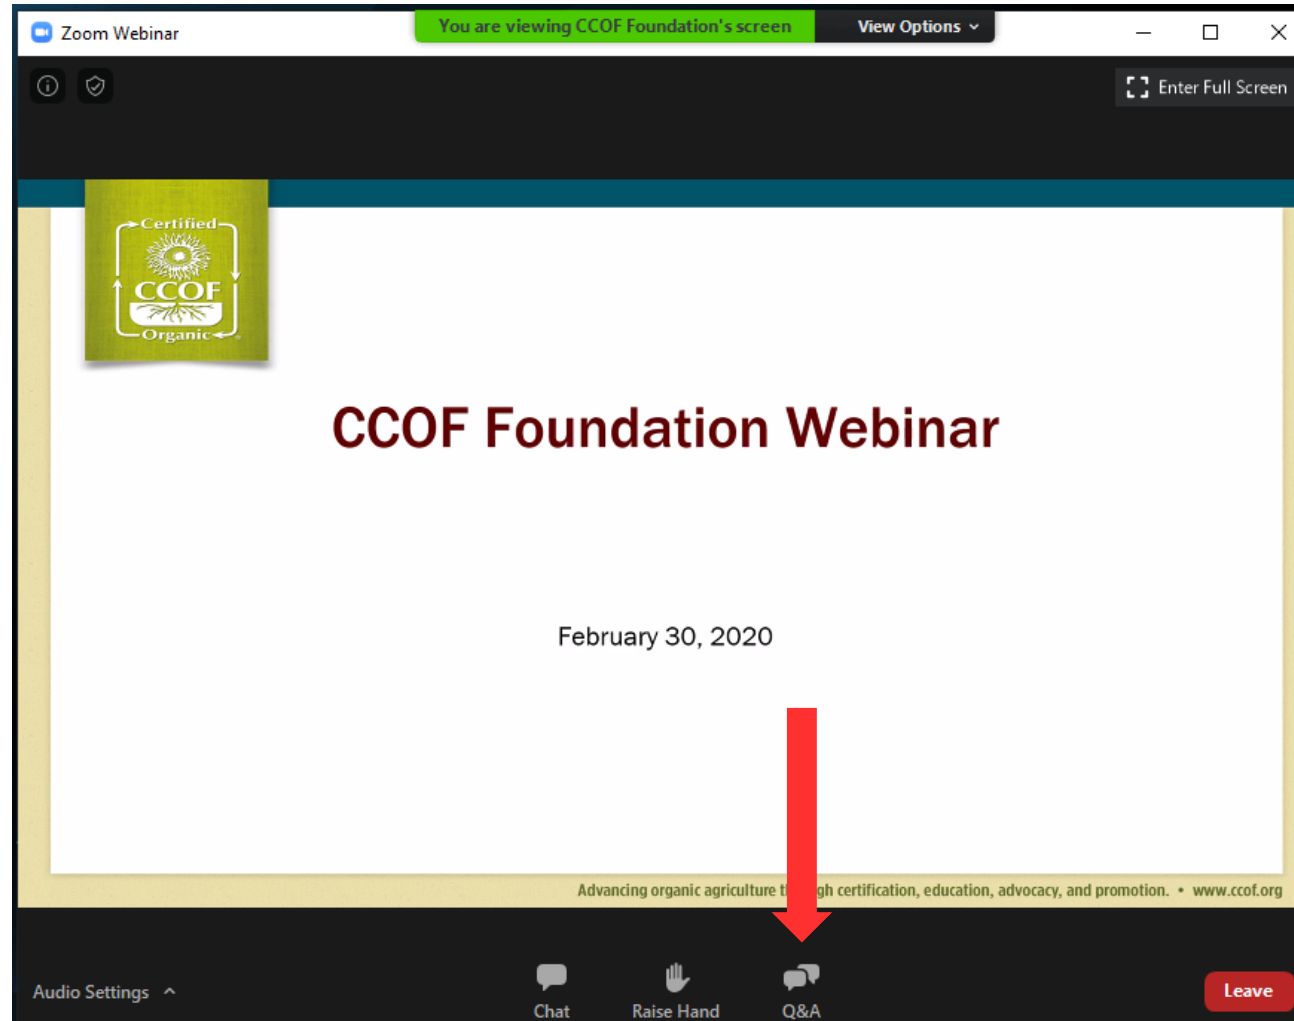 Zoom Webinar
You are viewing CCOF Foundation's screen
View Options
Enter Full Screen
Certified
CCOF
Organic
CCOF Foundation Webinar
February 30, 2020
Advancing organic agriculture certification, education, advocacy, and promotion. • www.ccof.org
Audio Settings
Chat
Raise Hand
Q&A
Leave